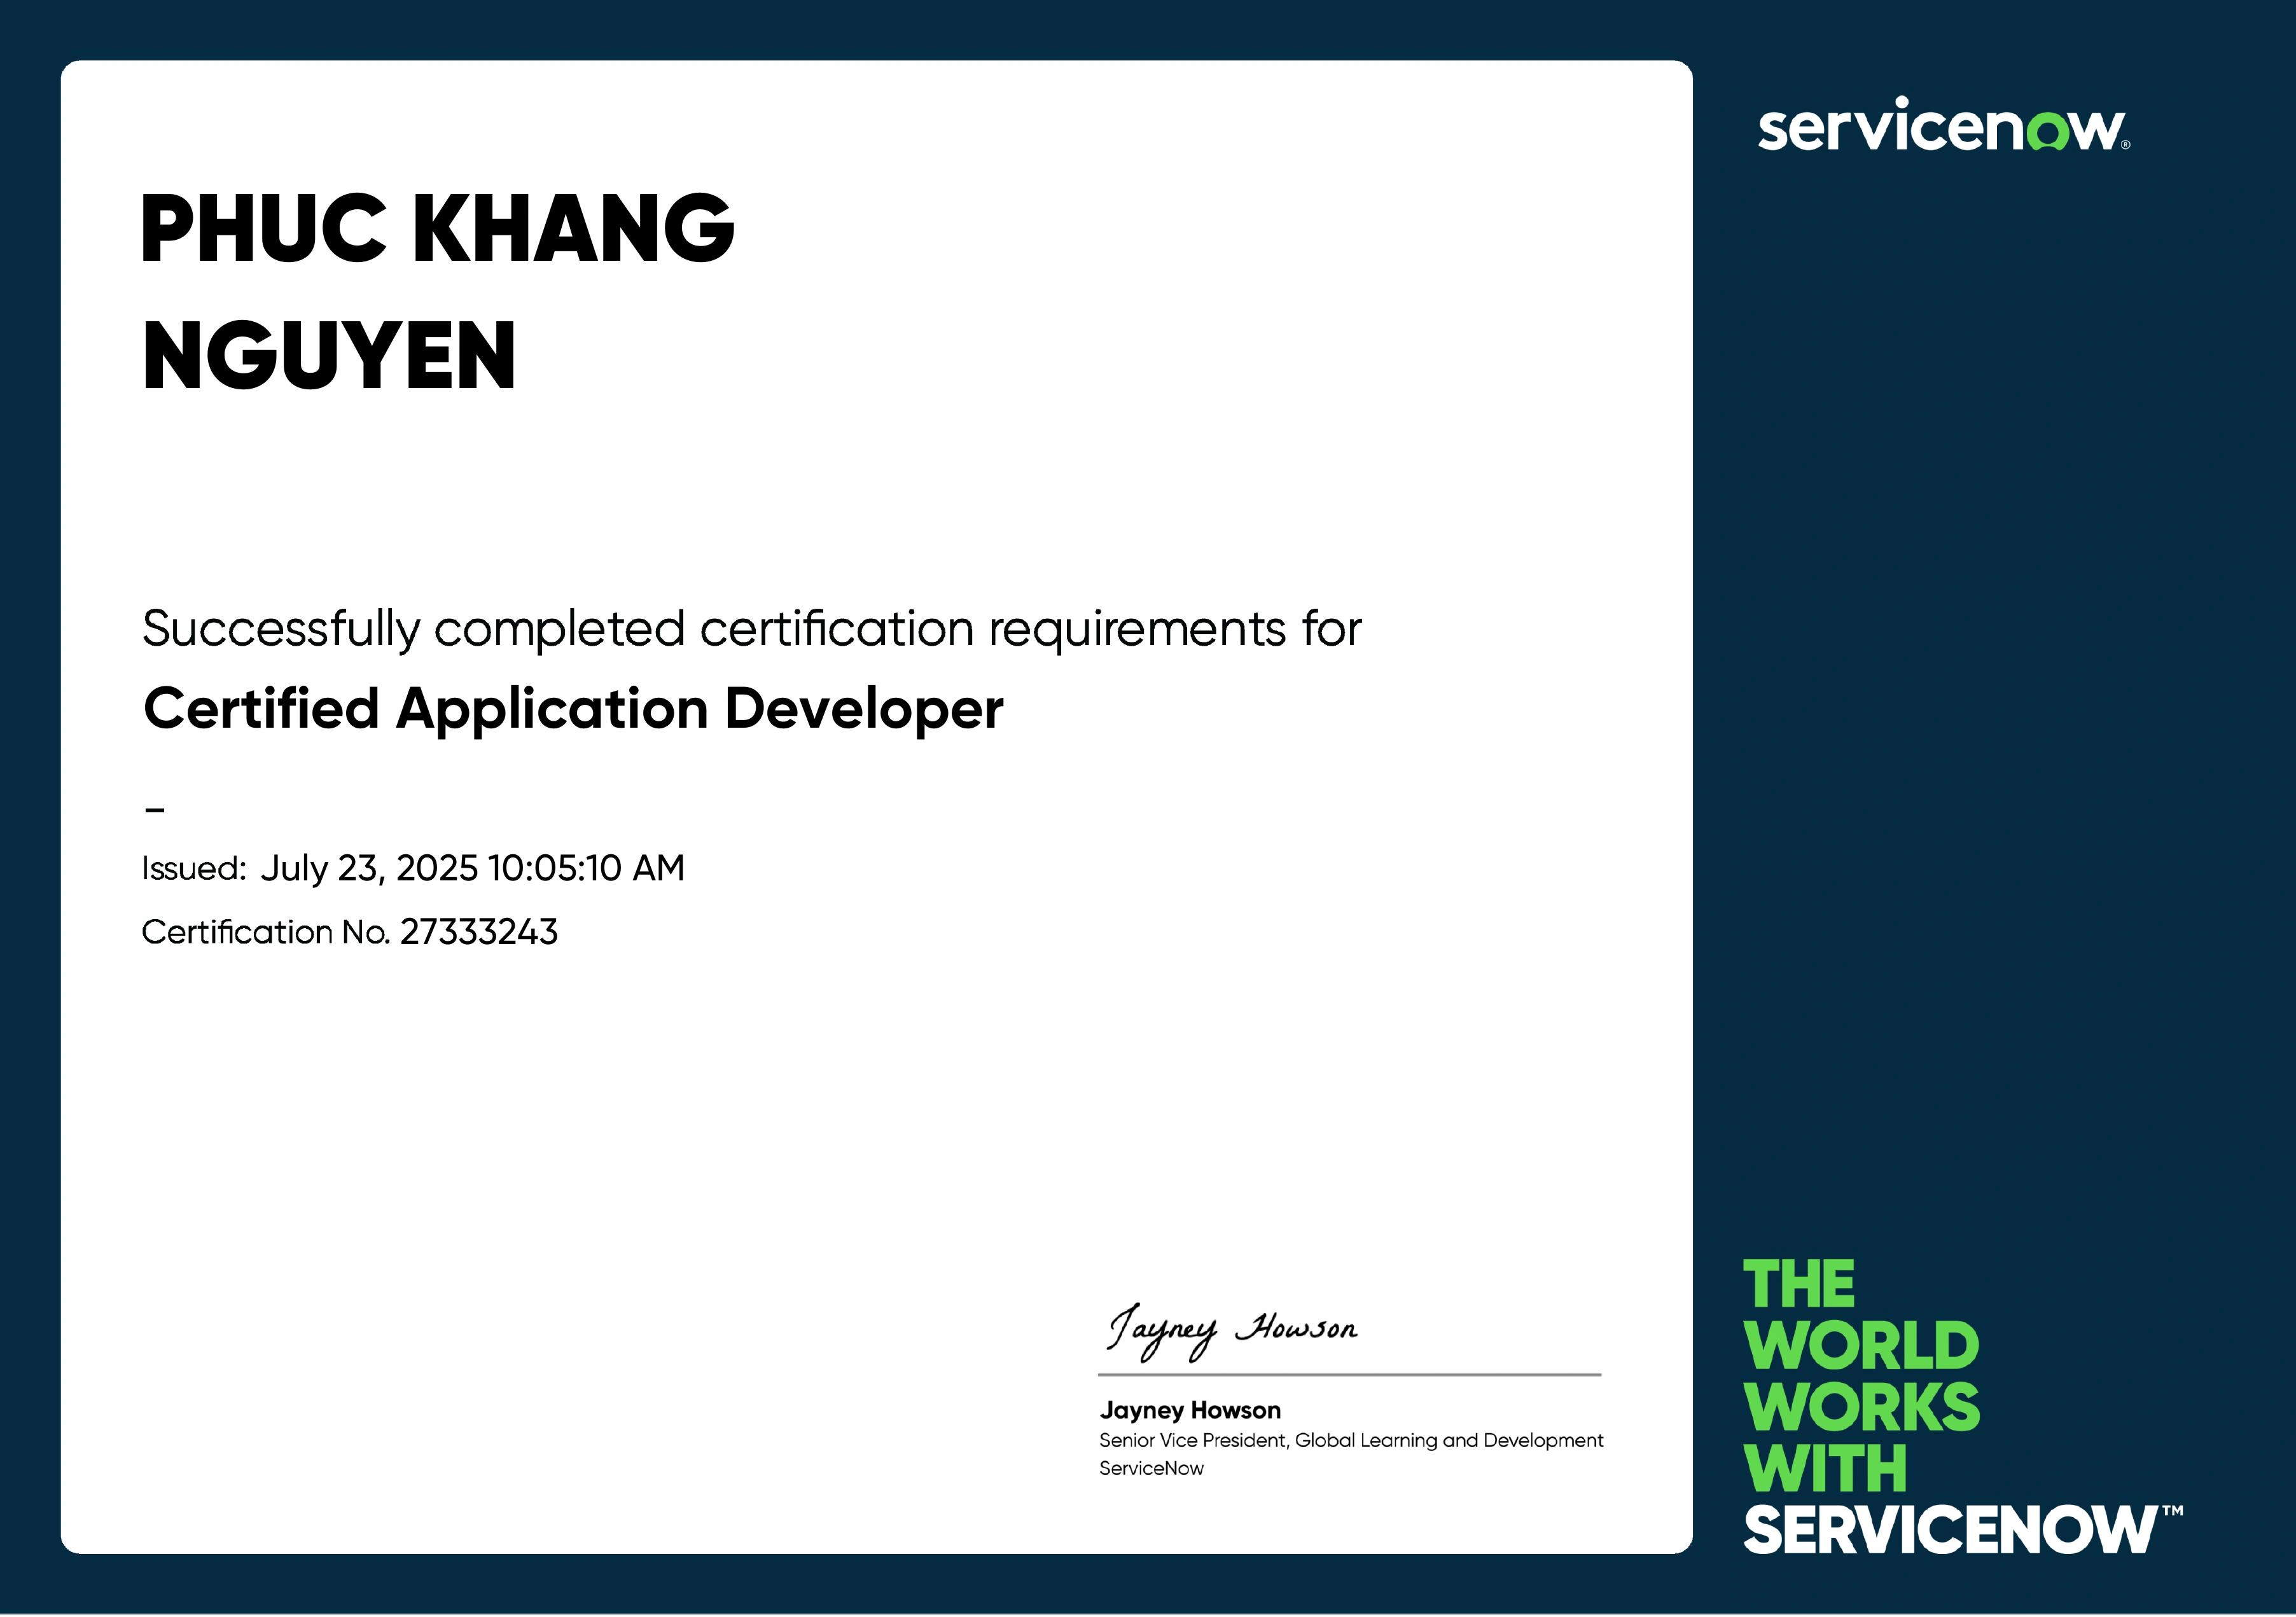 servicenow®
PHUC KHANG
NGUYEN
Successfully completed certification requirements for
Certified Application Developer
–
Issued: July 23, 2025 10:05:10 AM
Certification No. 27333243
Jayney Howson
Jayney Howson
Senior Vice President, Global Learning and Development
ServiceNow
THE
WORLD
WORKS
WITH
SERVICENOW™